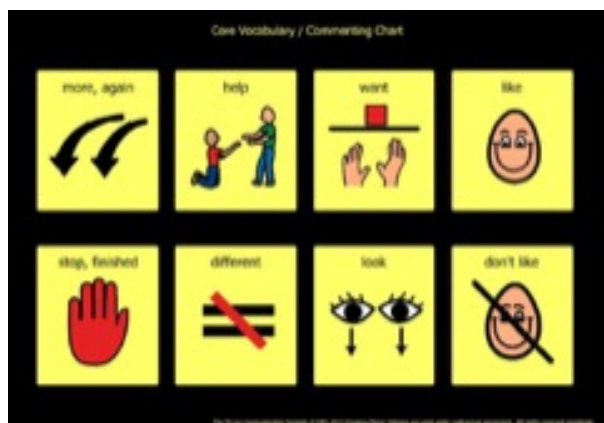 Core Vocabulary / Commenting Chart
more, again help want like
stop, finished different look don't like